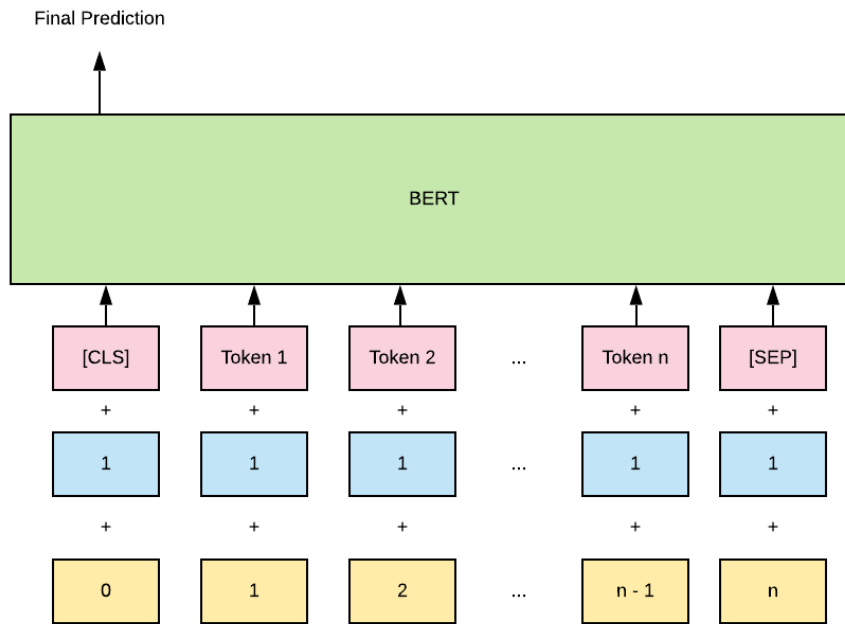 Final Prediction
BERT
[CLS] Token 1 Token 2 ... Token n [SEP]
+ + + + +
1 1 1 ... 1 1
+ + + + +
0 1 2 ... n - 1 n